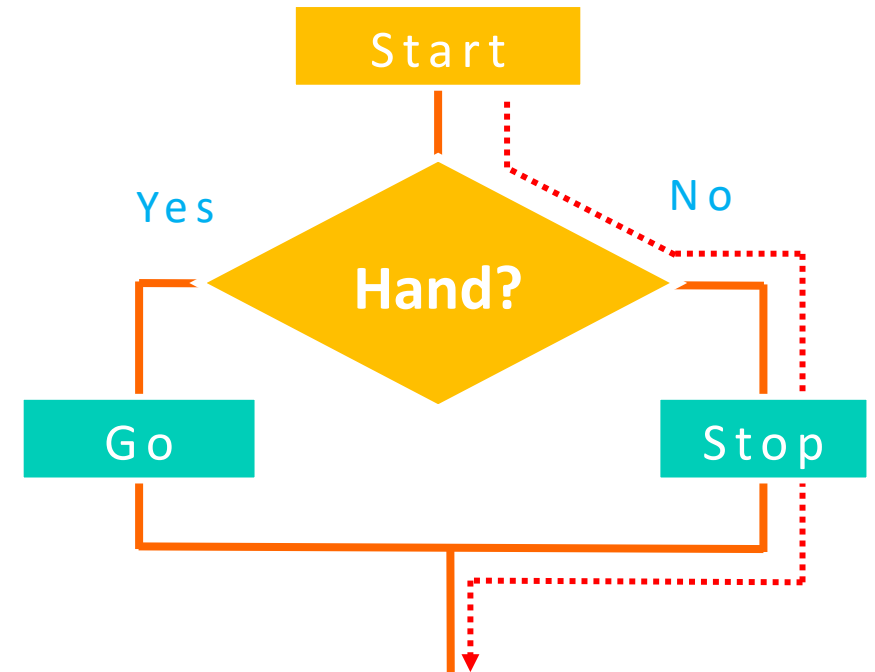 Start
Yes
No
Hand?
Go
Stop